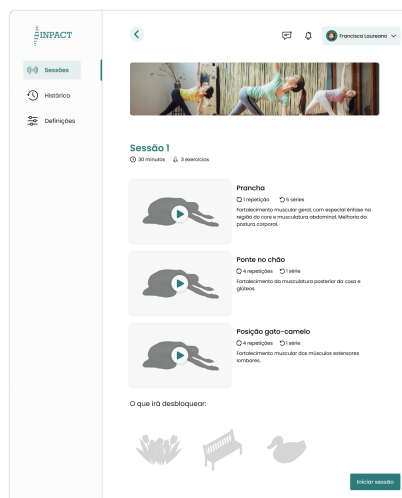 INPACT
Francisca Laureano
Sessões
Histórico
Definições
Sessão 1
30 minutos 3 exercícios
Prancha
1 repetição 5 séries
Fortalecimento muscular geral, com especial ênfase na
região do core e musculatura abdominal. Melhoria da
postura corporal.
Ponte no chão
4 repetições 1 série
Fortalecimento da musculatura posterior da coxa e
glúteos.
Posição gato-camelo
4 repetições 1 série
Fortalecimento muscular dos músculos extensores
lombares.
O que irá desbloquear:
Iniciar sessão